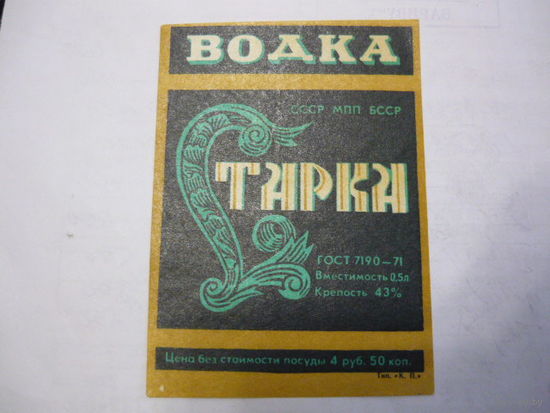 ВОДКА
СССР МПП БССР
СТАРКА
ГОСТ 7190—71
Вместимость 0,5л
Крепость 43%
Цена без стоимости посуды 4 руб. 50 коп.
Тип. «К. П.»